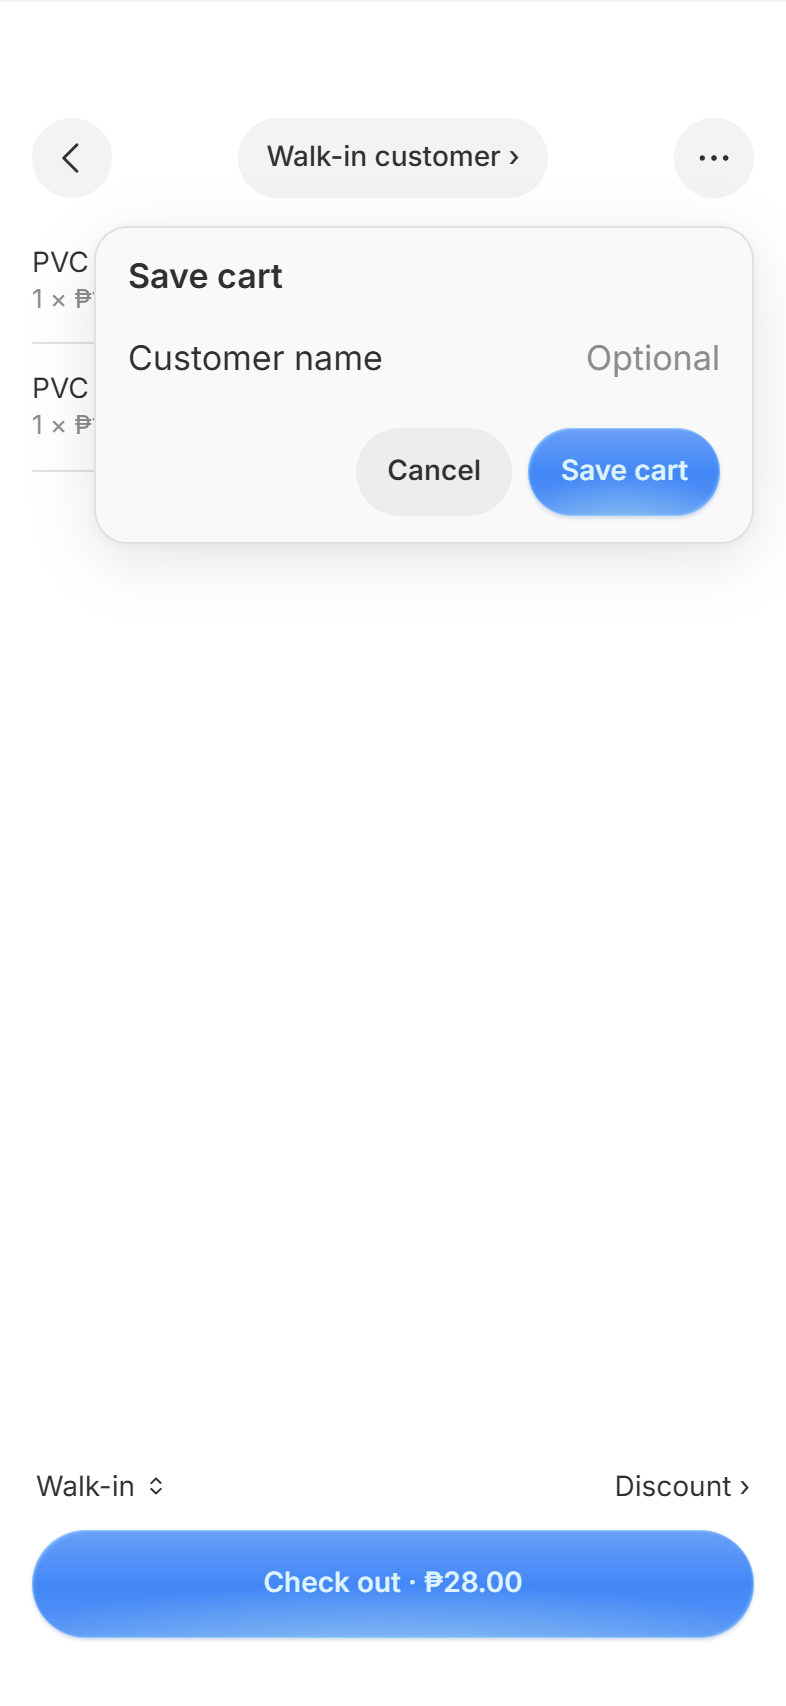 Walk-in customer ›
Save cart
PVC
1 × ₱
Customer name Optional
PVC
1 × ₱
Cancel Save cart
Walk-in Discount ›
Check out · ₱28.00